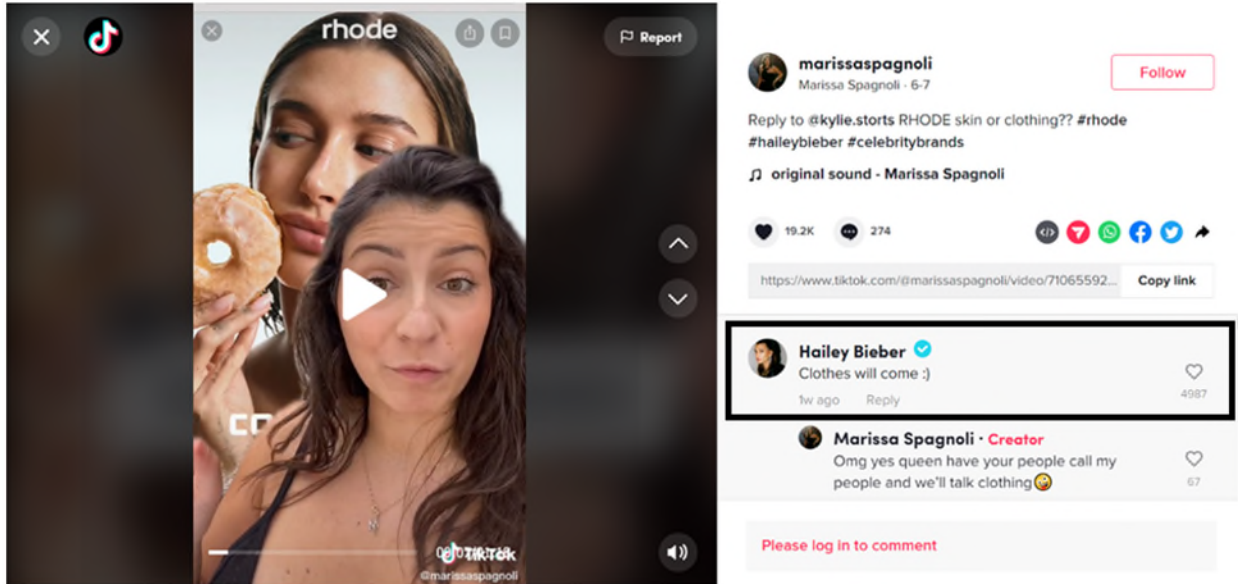 rhode
Report
CO
TikTok
@marissaspagnoli
marissaspagnoli
Marissa Spagnoli · 6-7
Follow
Reply to @kylie.storts RHODE skin or clothing?? #rhode
#haileybieber #celebritybrands
original sound - Marissa Spagnoli
19.2K
274
https://www.tiktok.com/@marissaspagnoli/video/71065592...
Copy link
Hailey Bieber
Clothes will come :)
1w ago Reply
4987
Marissa Spagnoli · Creator
Omg yes queen have your people call my
people and we'll talk clothing🤪
67
Please log in to comment